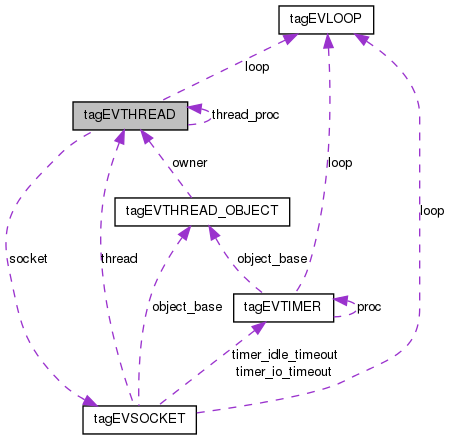 tagEVLOOP
loop
tagEVTHREAD
thread_proc
owner
loop
tagEVTHREAD_OBJECT
loop
socket
thread
object_base
object_base
tagEVTIMER
proc
timer_idle_timeout
timer_io_timeout
tagEVSOCKET